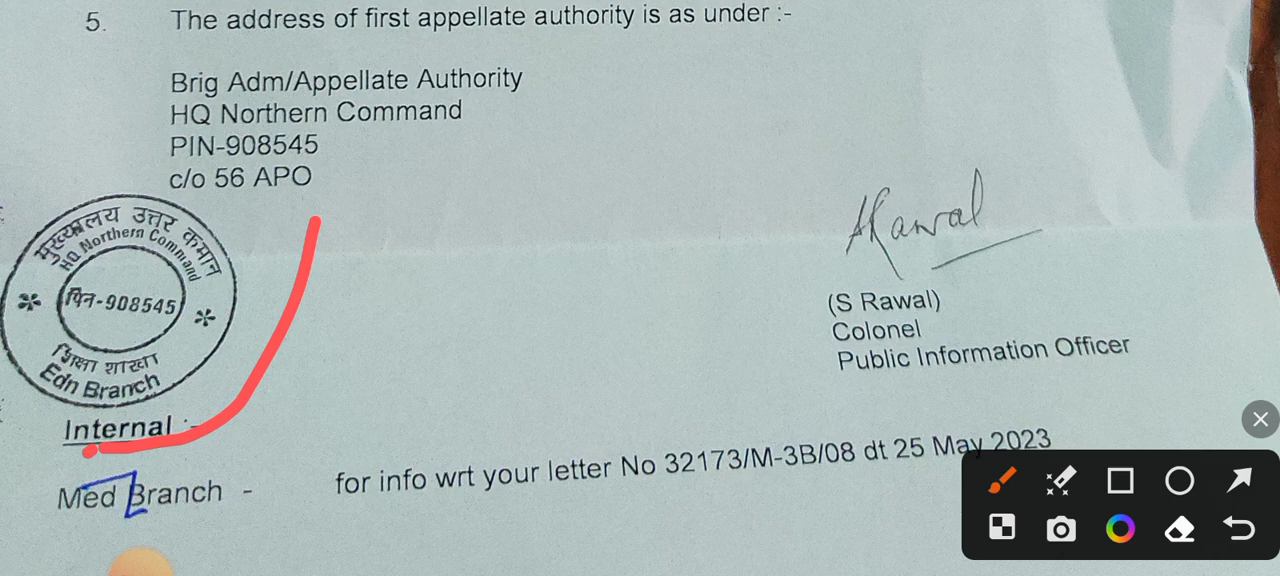 5. The address of first appellate authority is as under :-
Brig Adm/Appellate Authority
HQ Northern Command
PIN-908545
c/o 56 APO
मुख्यालय उत्तर कमान
HQ Northern Command
पिन-908545
शिक्षा शाखा
Edn Branch
Rawal
(S Rawal)
Colonel
Public Information Officer
Internal :-
Med Branch - for info wrt your letter No 32173/M-3B/08 dt 25 May 2023